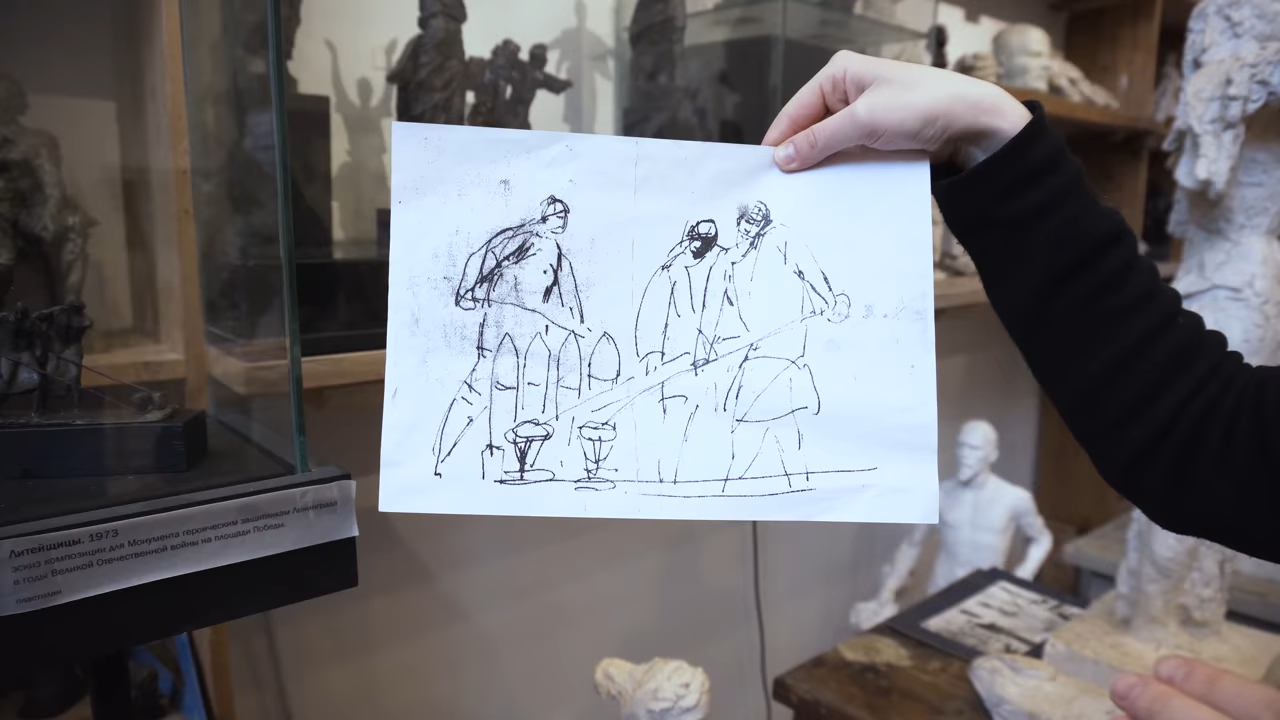 Литейщицы, 1973
эскиз композиции для Монумента героическим защитникам Ленинграда
в годы Великой Отечественной войны на площади Победы.
пластилин